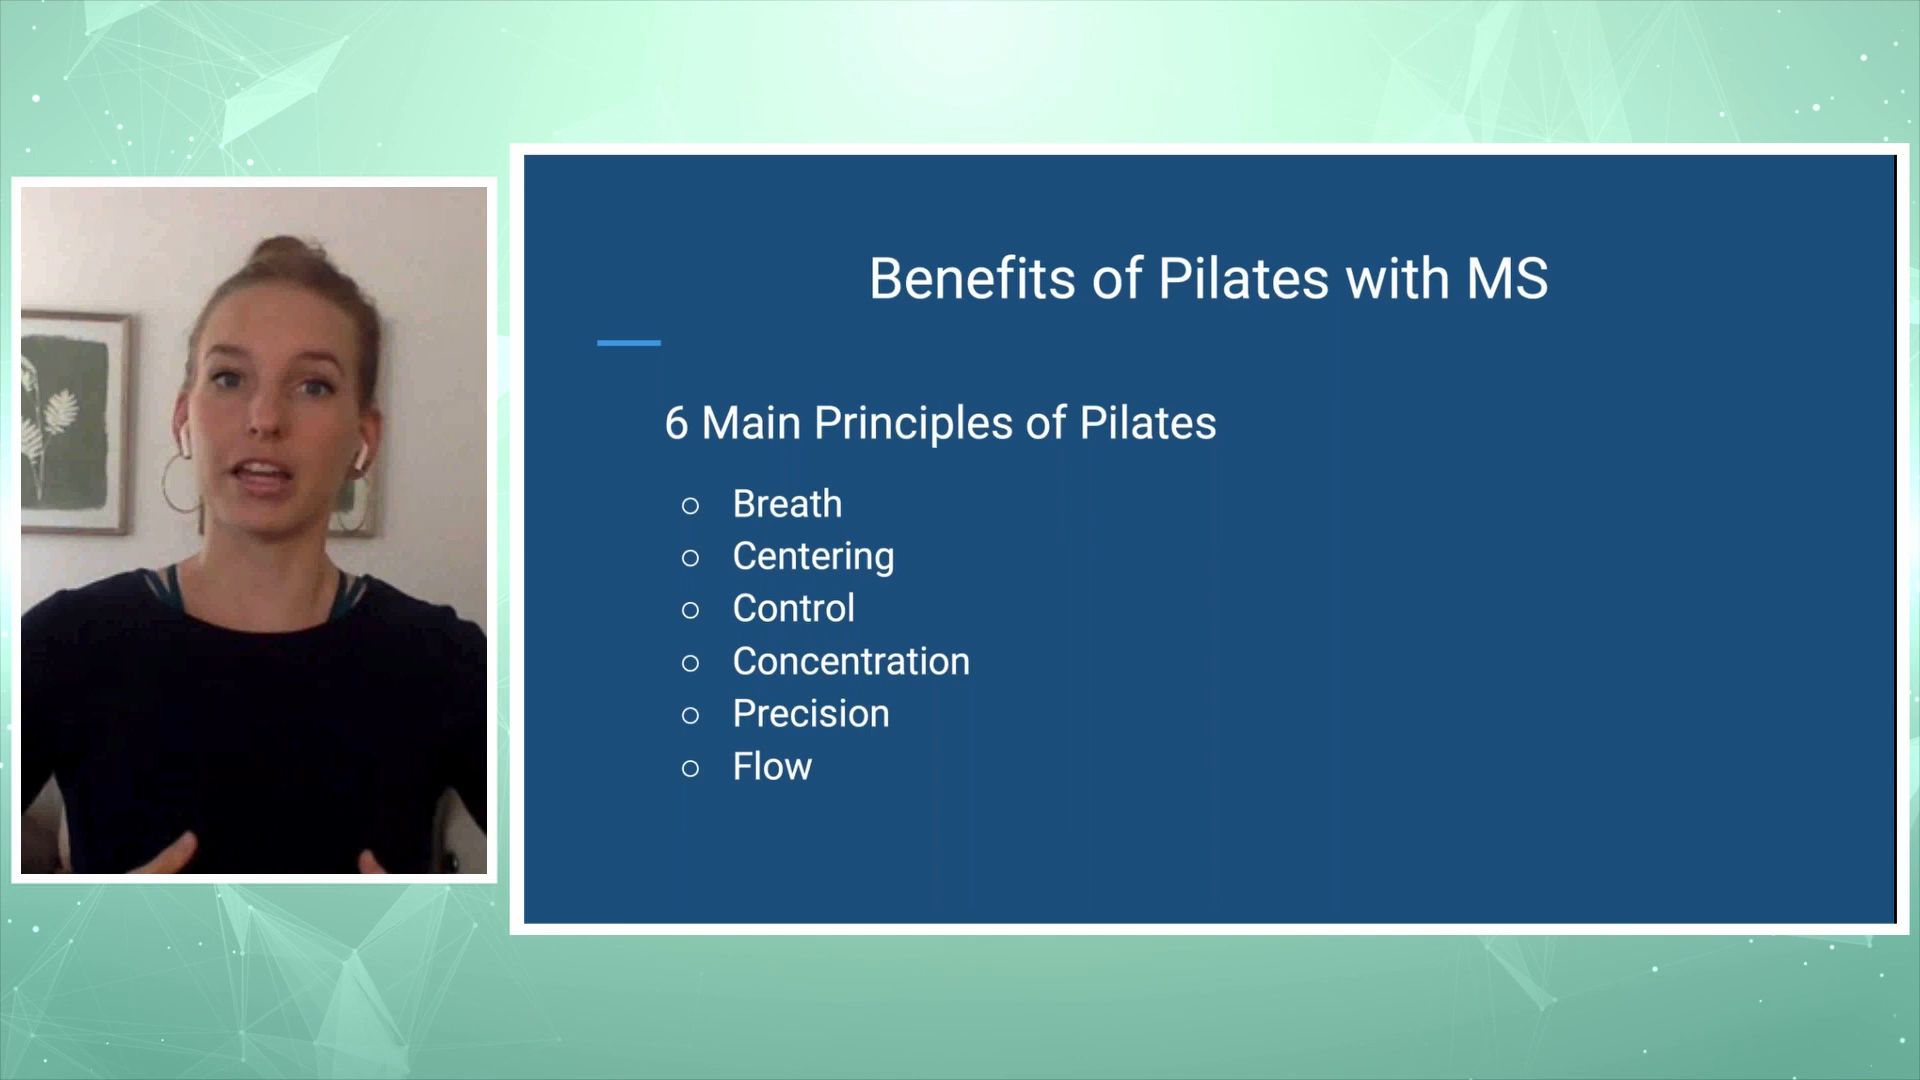 Benefits of Pilates with MS
6 Main Principles of Pilates
○ Breath
○ Centering
○ Control
○ Concentration
○ Precision
○ Flow